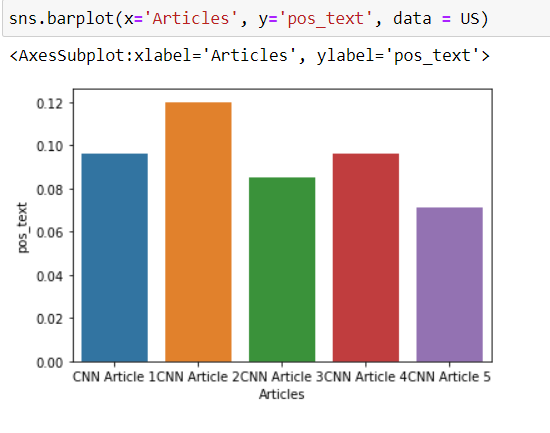 sns.barplot(x='Articles', y='pos_text', data = US)
<AxesSubplot:xlabel='Articles', ylabel='pos_text'>
0.12
0.10
0.08
0.06
0.04
0.02
0.00
pos_text
CNN Article 1CNN Article 2CNN Article 3CNN Article 4CNN Article 5
Articles